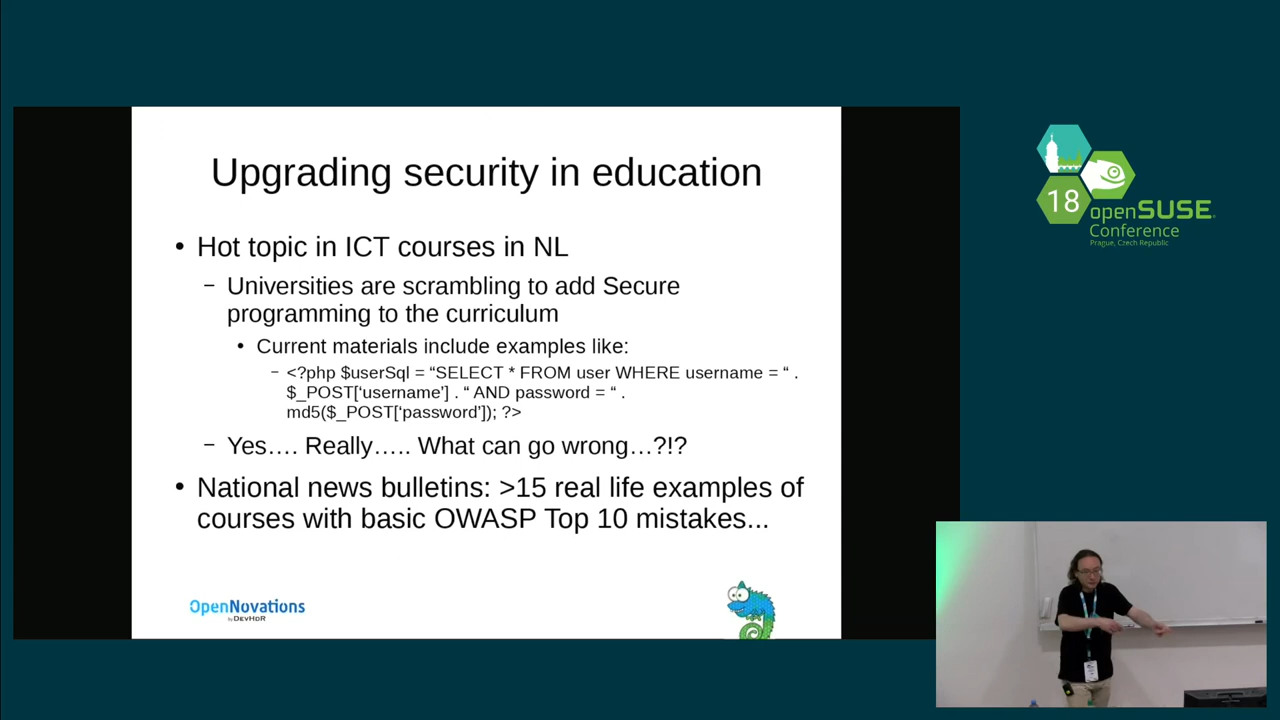 Upgrading security in education
• Hot topic in ICT courses in NL
– Universities are scrambling to add Secure
programming to the curriculum
• Current materials include examples like:
– <?php $userSql = “SELECT * FROM user WHERE username = “ .
$_POST[‘username’] . “ AND password = “ .
md5($_POST[‘password’]); ?>
– Yes…. Really….. What can go wrong…?!?
• National news bulletins: >15 real life examples of
courses with basic OWASP Top 10 mistakes...
OpenNovations
by DEVHDR
18
openSUSE
Conference
Prague, Czech Republic